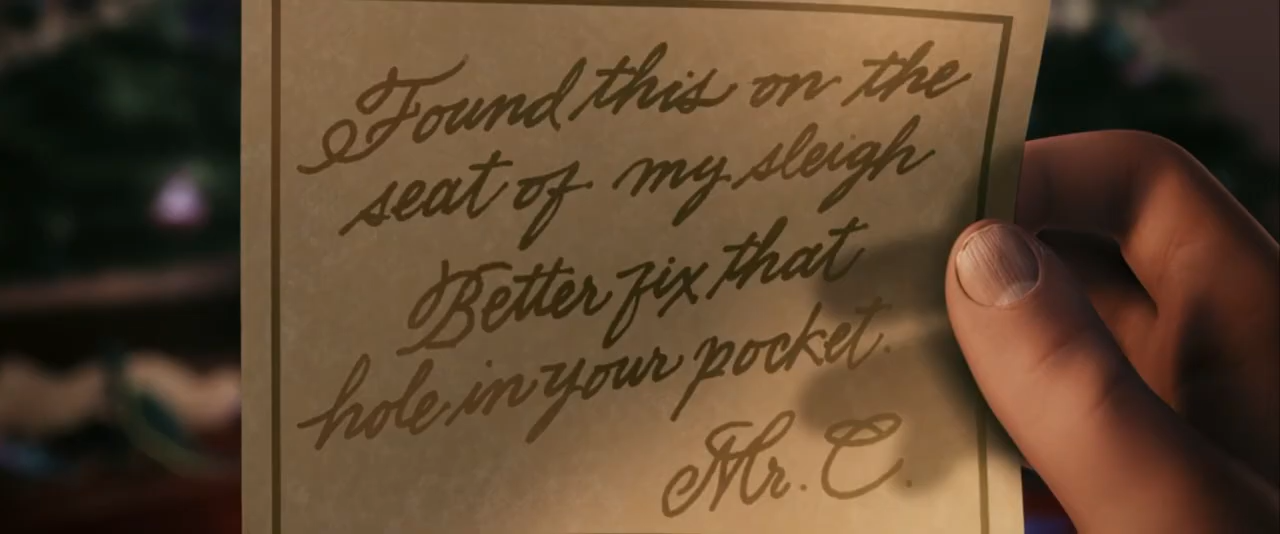 Found this on the
seat of my sleigh
Better fix that
hole in your pocket.
Mr. C.